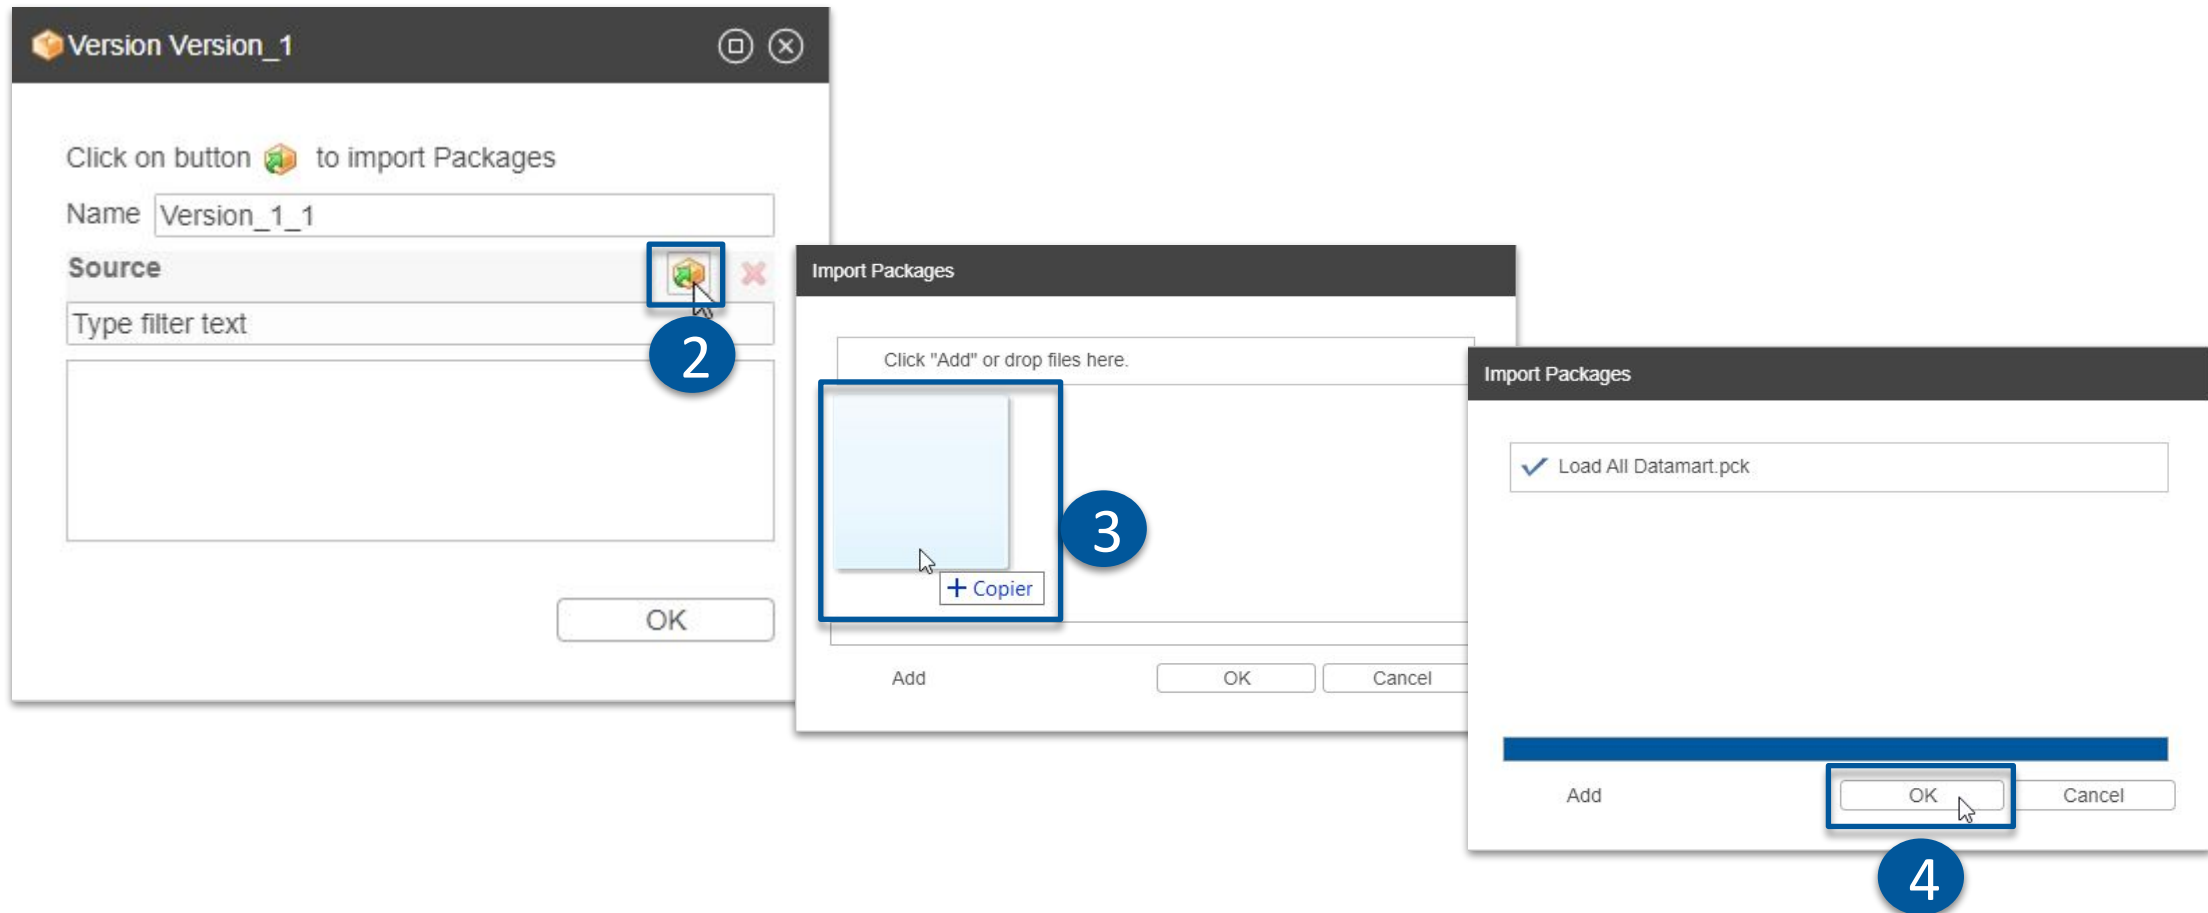 Version Version_1
Click on button to import Packages
Name Version_1_1
Source
Type filter text
2
OK
Import Packages
Click "Add" or drop files here.
+ Copier
3
Add OK Cancel
Import Packages
Load All Datamart.pck
Add OK Cancel
4